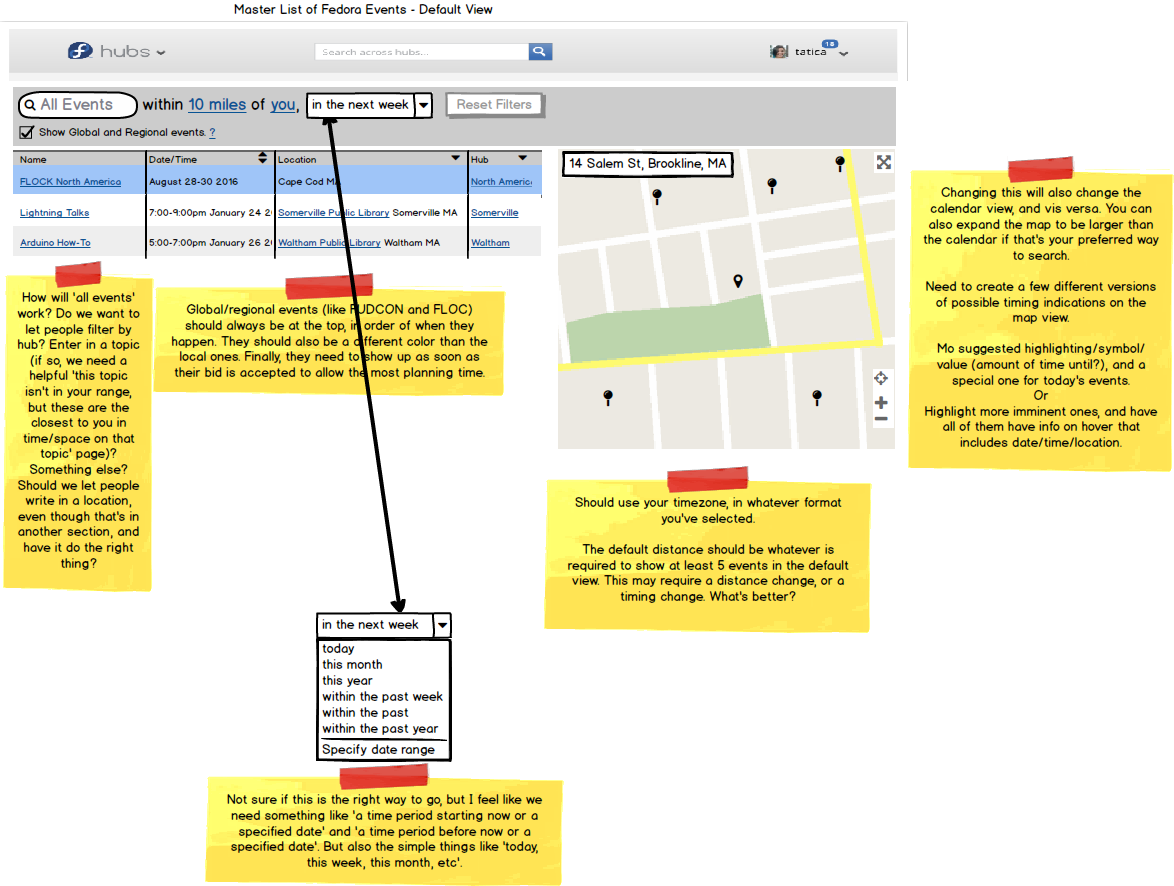 Master List of Fedora Events - Default View
hubs
Search across hubs...
18
tatica
All Events within 10 miles of you, in the next week Reset Filters
Show Global and Regional events. ?
Name Date/Time Location Hub
FLOCK North America August 28-30 2016 Cape Cod MA North America
Lightning Talks 7:00-9:00pm January 24 2 Somerville Public Library Somerville MA Somerville
Arduino How-To 5:00-7:00pm January 26 2 Waltham Public Library Waltham MA Waltham
14 Salem St, Brookline, MA
How will 'all events'
work? Do we want to
let people filter by
hub? Enter in a topic
(if so, we need a
helpful 'this topic
isn't in your range,
but these are the
closest to you in
time/space on that
topic' page)?
Something else?
Should we let people
write in a location,
even though that's in
another section, and
have it do the right
thing?
Global/regional events (like FUDCON and FLOC)
should always be at the top, in order of when they
happen. They should also be a different color than the
local ones. Finally, they need to show up as soon as
their bid is accepted to allow the most planning time.
Changing this will also change the
calendar view, and vis versa. You can
also expand the map to be larger than
the calendar if that's your preferred way
to search.
Need to create a few different versions
of possible timing indications on the
map view.
Mo suggested highlighting/symbol/
value (amount of time until?), and a
special one for today's events.
Or
Highlight more imminent ones, and have
all of them have info on hover that
includes date/time/location.
Should use your timezone, in whatever format
you've selected.
The default distance should be whatever is
required to show at least 5 events in the default
view. This may require a distance change, or a
timing change. What's better?
in the next week
today
this month
this year
within the past week
within the past
within the past year
Specify date range
Not sure if this is the right way to go, but I feel like we
need something like 'a time period starting now or a
specified date' and 'a time period before now or a
specified date'. But also the simple things like 'today,
this week, this month, etc'.